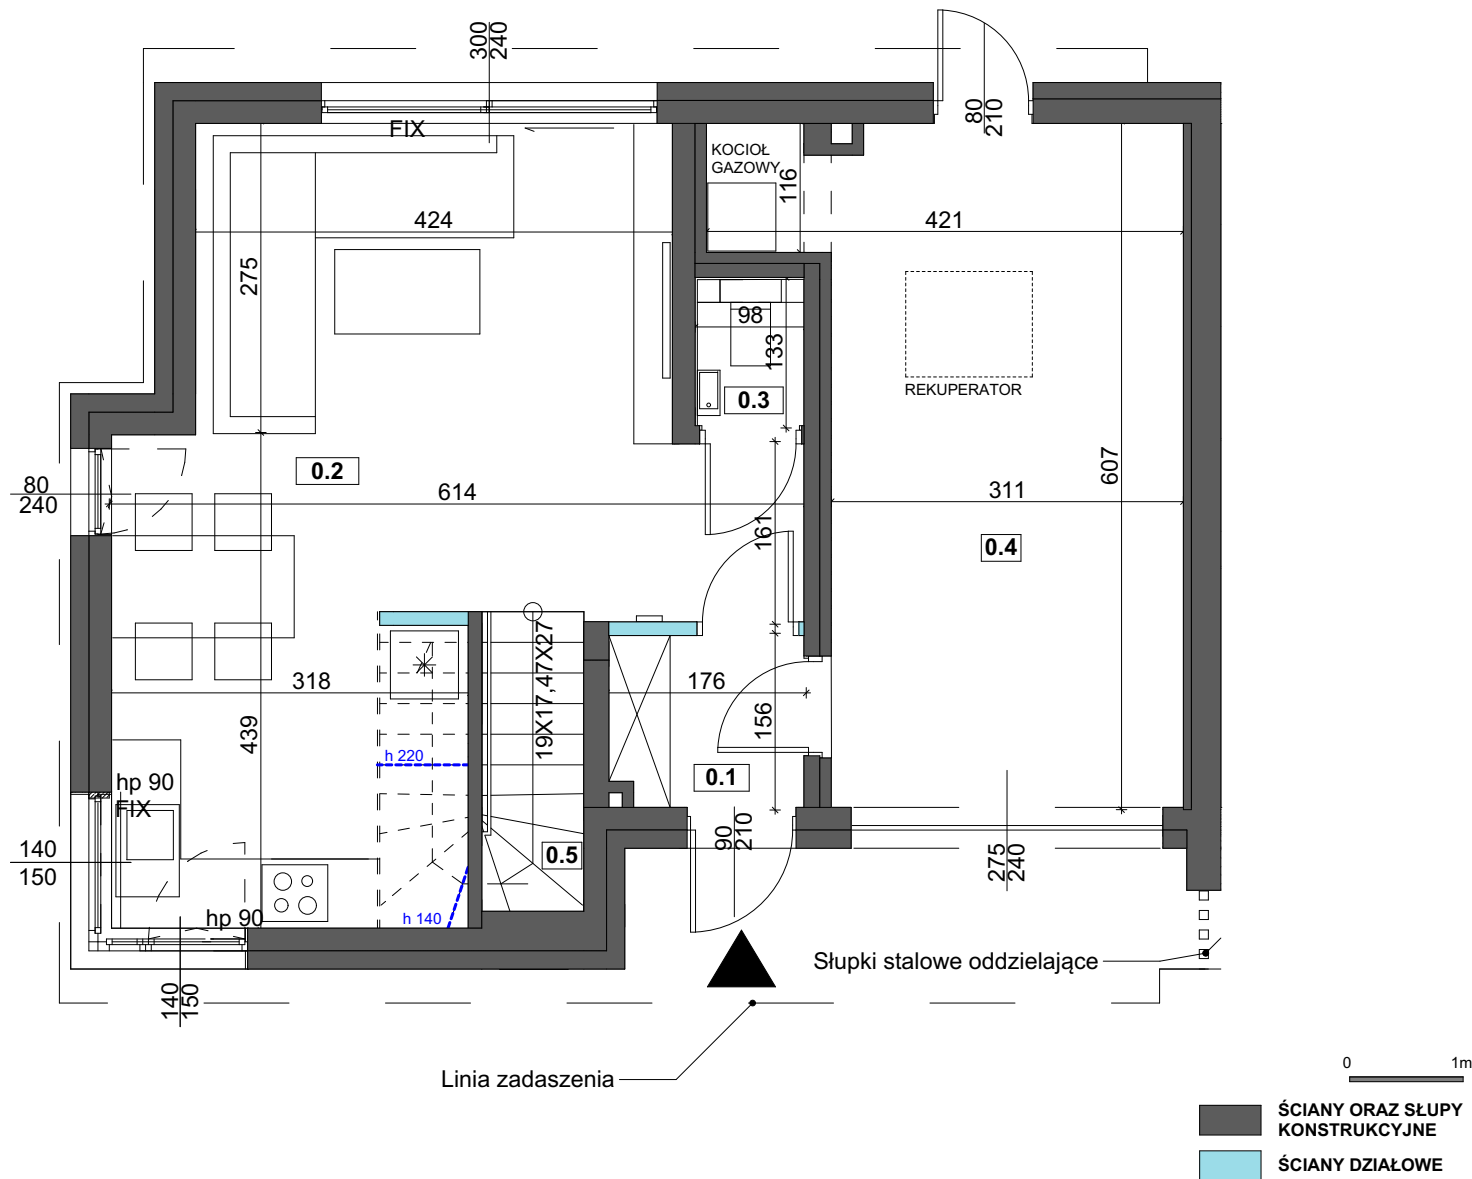 300
240
FIX
80
210
KOCIOŁ
GAZOWY
116
424
421
275
98
133
REKUPERATOR
0.3
0.2
80
240
614
607
311
161
0.4
19X17,47X27
318
176
439
156
h 220
0.1
hp 90
FIX
90
210
140
150
0.5
275
240
hp 90
h 140
140
150
Słupki stalowe oddzielające
Linia zadaszenia
0 1m
ŚCIANY ORAZ SŁUPY
KONSTRUKCYJNE
ŚCIANY DZIAŁOWE